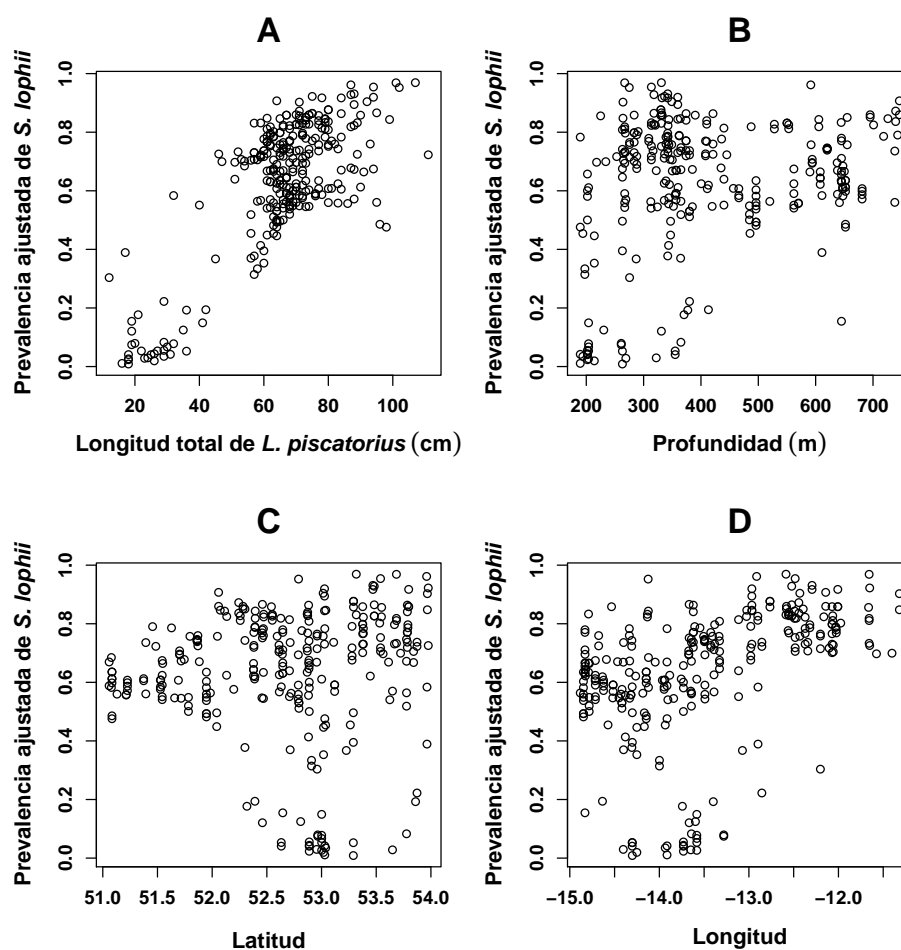 A
Prevalencia ajustada de S. lophii
0.0 0.2 0.4 0.6 0.8 1.0
20 40 60 80 100
Longitud total de L. piscatorius (cm)
B
Prevalencia ajustada de S. lophii
0.0 0.2 0.4 0.6 0.8 1.0
200 300 400 500 600 700
Profundidad (m)
C
Prevalencia ajustada de S. lophii
0.0 0.2 0.4 0.6 0.8 1.0
51.0 51.5 52.0 52.5 53.0 53.5 54.0
Latitud
D
Prevalencia ajustada de S. lophii
0.0 0.2 0.4 0.6 0.8 1.0
−15.0 −14.0 −13.0 −12.0
Longitud